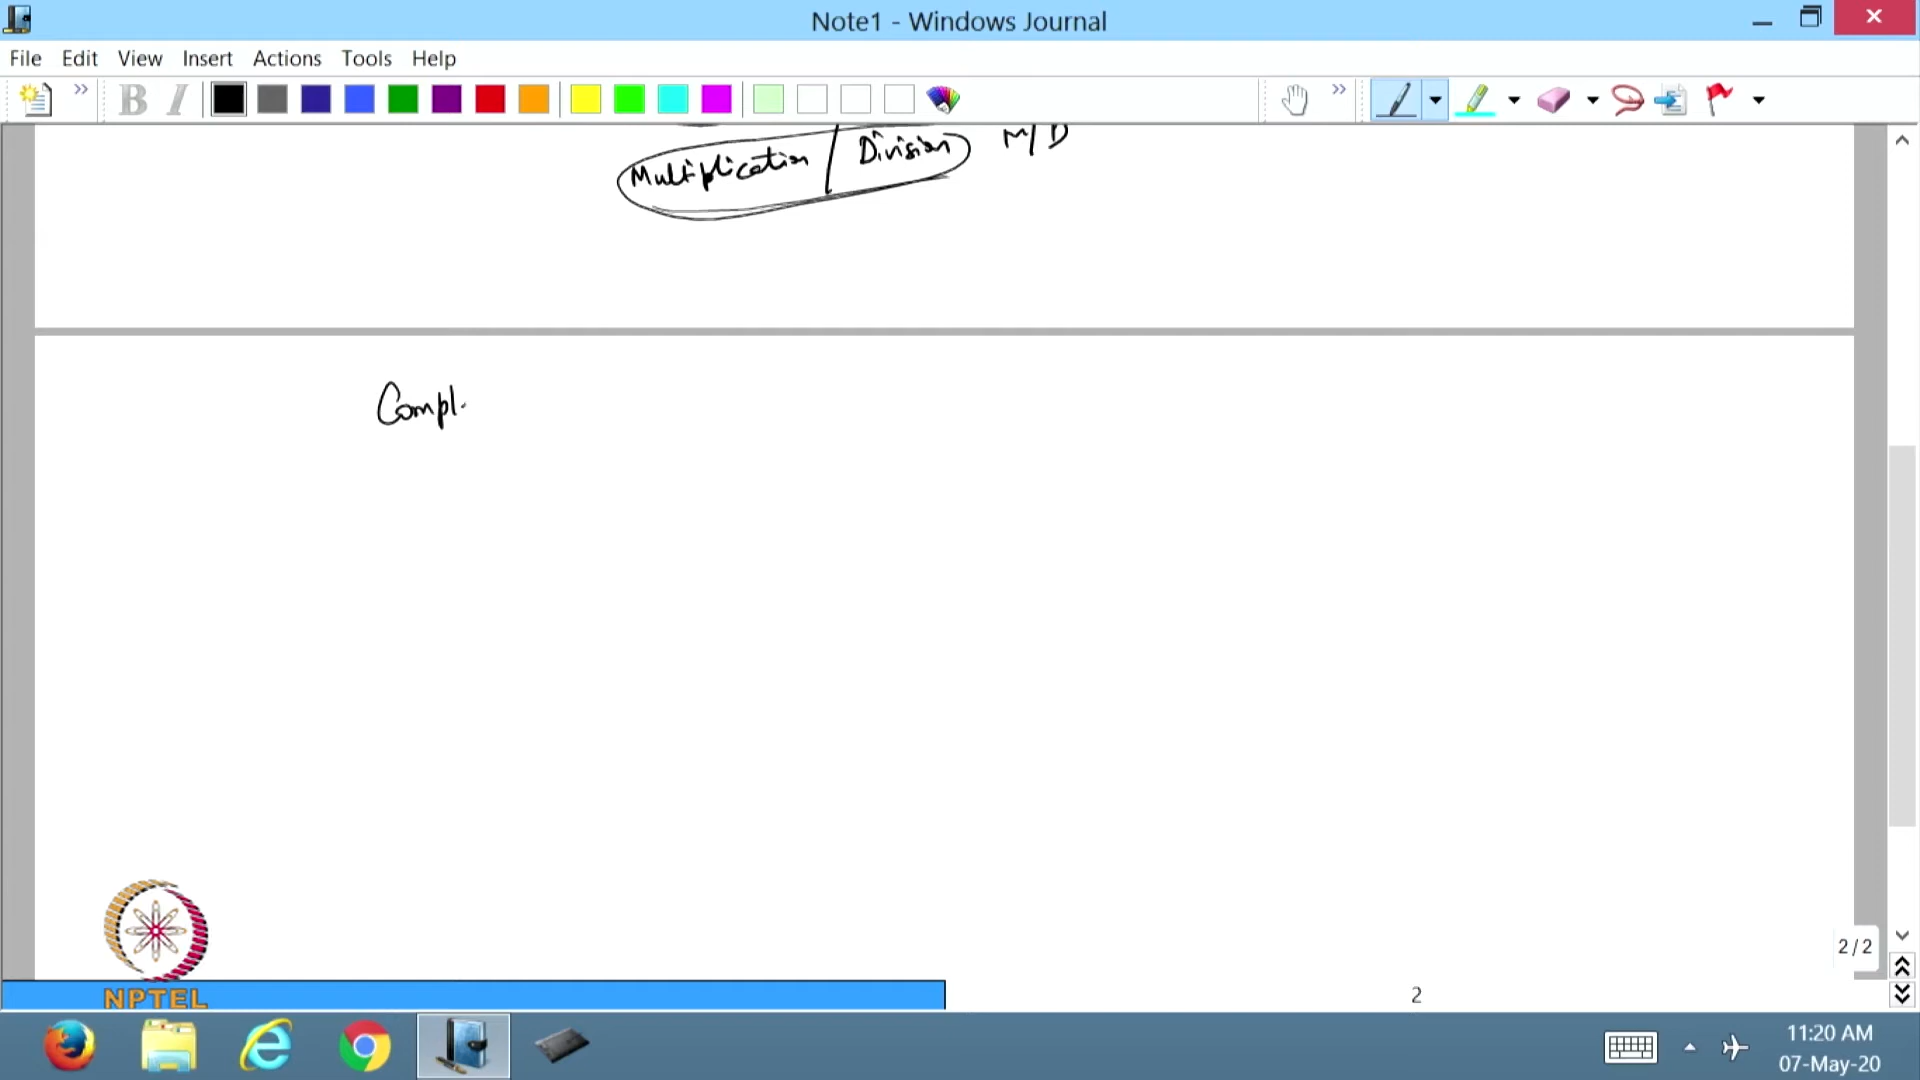 Note1 - Windows Journal
File Edit View Insert Actions Tools Help
B I
Multiplication / Division M/D
Compl
2 / 2
NPTEL
2
11:20 AM
07-May-20